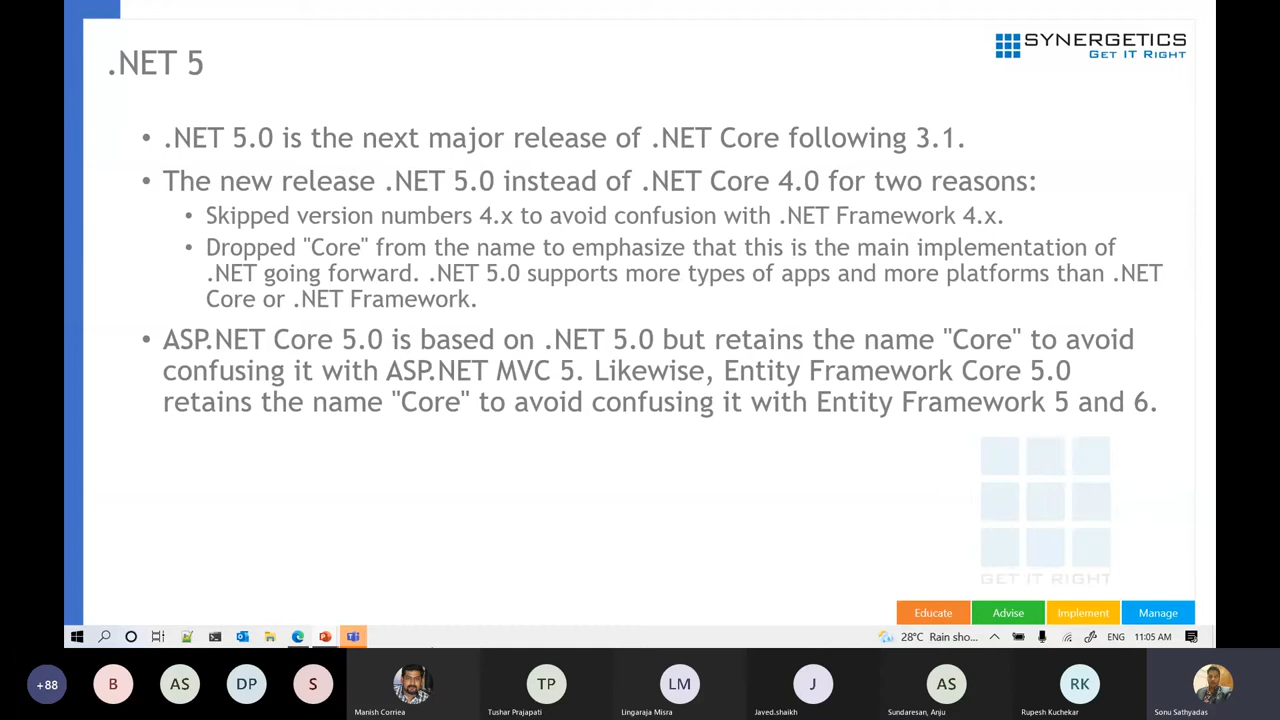 SYNERGETICS
GET IT RIGHT
.NET 5
• .NET 5.0 is the next major release of .NET Core following 3.1.
• The new release .NET 5.0 instead of .NET Core 4.0 for two reasons:
• Skipped version numbers 4.x to avoid confusion with .NET Framework 4.x.
• Dropped "Core" from the name to emphasize that this is the main implementation of
.NET going forward. .NET 5.0 supports more types of apps and more platforms than .NET
Core or .NET Framework.
• ASP.NET Core 5.0 is based on .NET 5.0 but retains the name "Core" to avoid
confusing it with ASP.NET MVC 5. Likewise, Entity Framework Core 5.0
retains the name "Core" to avoid confusing it with Entity Framework 5 and 6.
GET IT RIGHT
Educate Advise Implement Manage
28°C Rain sho... ENG 11:05 AM
+88 B AS DP S TP LM J AS RK
Manish Corriea Tushar Prajapati Lingaraja Misra Javed.shaikh Sundaresan, Anju Rupesh Kuchekar Sonu Sathyadas